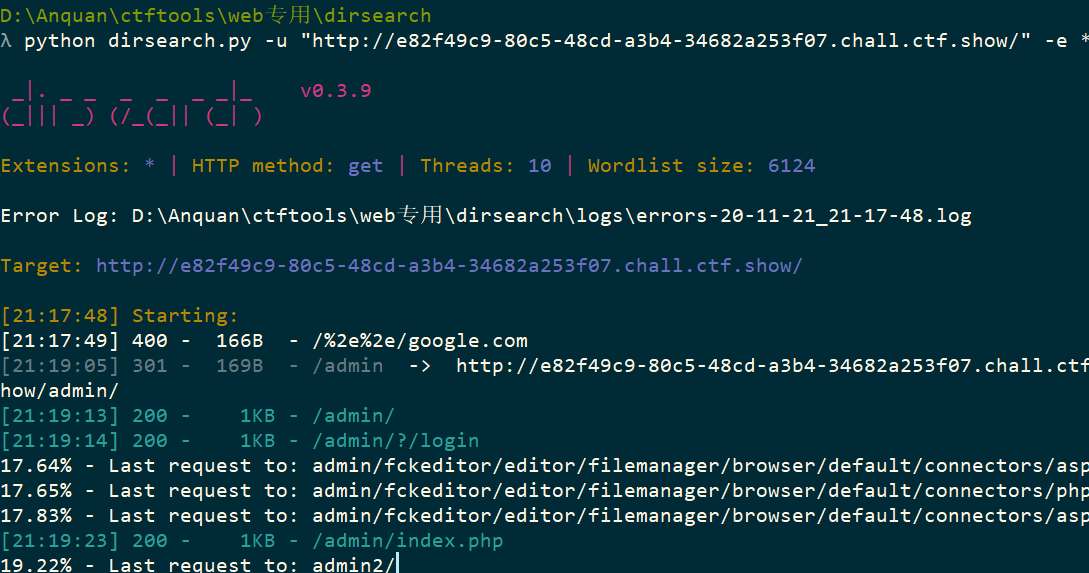 D:\Anquan\ctftools\web专用\dirsearch
λ python dirsearch.py -u "http://e82f49c9-80c5-48cd-a3b4-34682a253f07.chall.ctf.show/" -e *
 _|. _ _  _  _  _ _|_    v0.3.9
(_||| _) (/_(_|| (_| )
Extensions: * | HTTP method: get | Threads: 10 | Wordlist size: 6124
Error Log: D:\Anquan\ctftools\web专用\dirsearch\logs\errors-20-11-21_21-17-48.log
Target: http://e82f49c9-80c5-48cd-a3b4-34682a253f07.chall.ctf.show/
[21:17:48] Starting:
[21:17:49] 400 -  166B  - /%2e%2e/google.com
[21:19:05] 301 -  169B  - /admin  ->  http://e82f49c9-80c5-48cd-a3b4-34682a253f07.chall.ctf
how/admin/
[21:19:13] 200 -    1KB - /admin/
[21:19:14] 200 -    1KB - /admin/?/login
17.64% - Last request to: admin/fckeditor/editor/filemanager/browser/default/connectors/asp
17.65% - Last request to: admin/fckeditor/editor/filemanager/browser/default/connectors/php
17.83% - Last request to: admin/fckeditor/editor/filemanager/browser/default/connectors/asp
[21:19:23] 200 -    1KB - /admin/index.php
19.22% - Last request to: admin2/